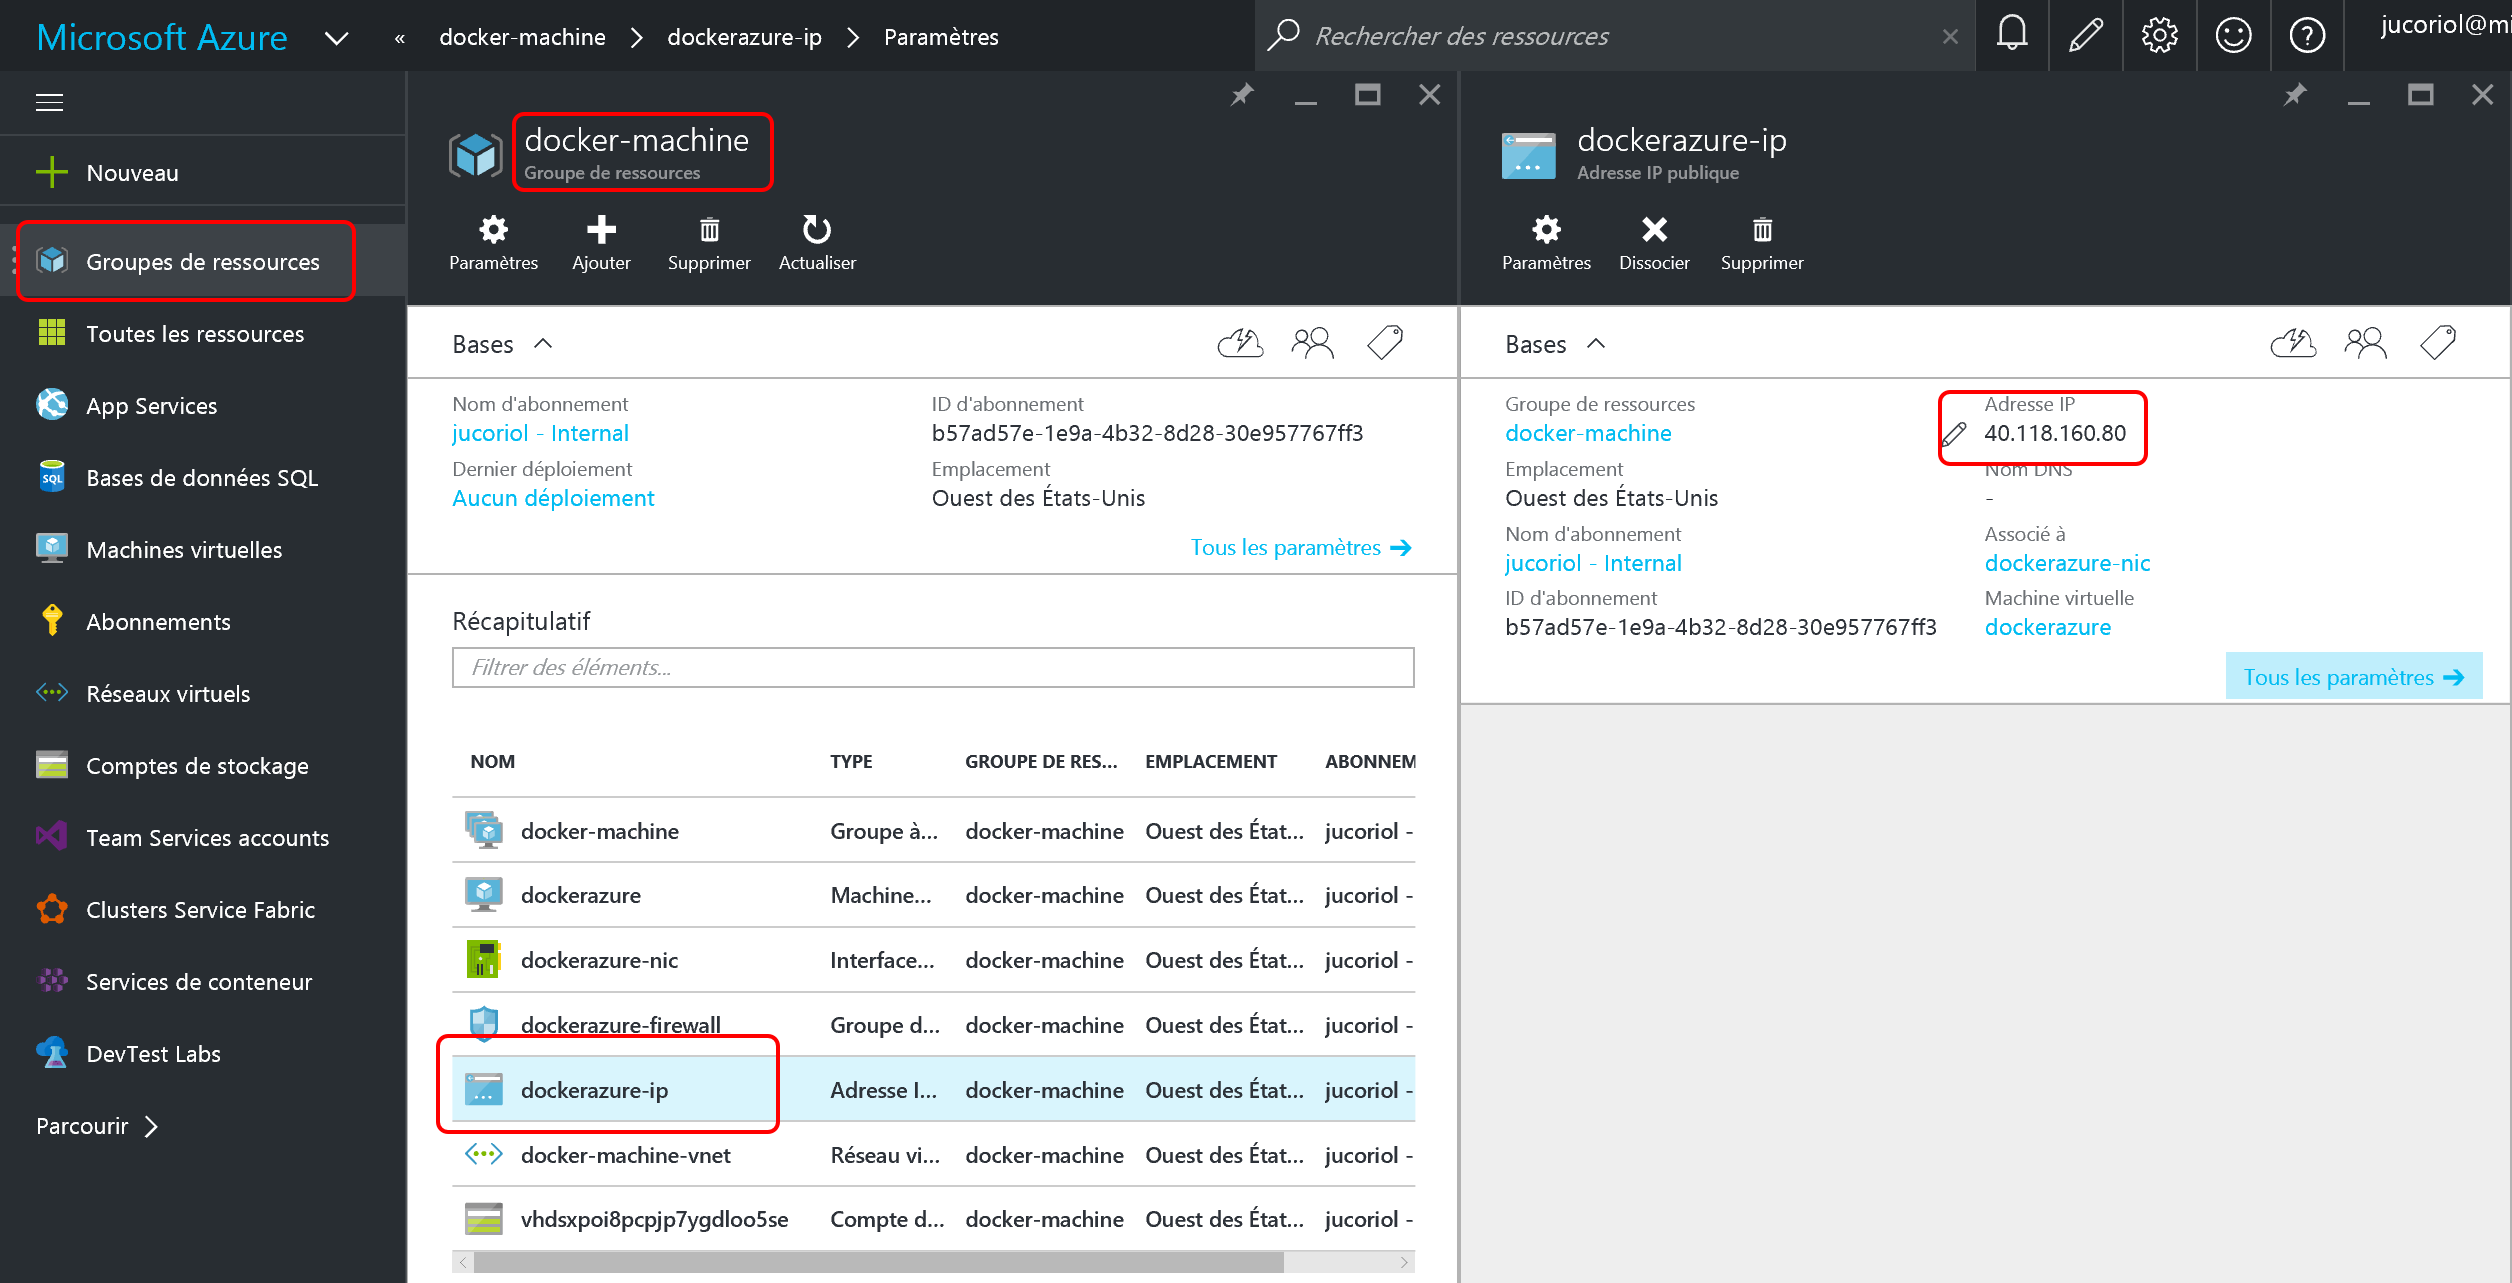 Microsoft Azure
« docker-machine > dockerazure-ip > Paramètres
Rechercher des ressources
jucoriol@mi
Nouveau
Groupes de ressources
Toutes les ressources
App Services
Bases de données SQL
Machines virtuelles
Abonnements
Réseaux virtuels
Comptes de stockage
Team Services accounts
Clusters Service Fabric
Services de conteneur
DevTest Labs
Parcourir >
docker-machine
Groupe de ressources
Paramètres Ajouter Supprimer Actualiser
Bases
Nom d'abonnement ID d'abonnement
jucoriol - Internal b57ad57e-1e9a-4b32-8d28-30e957767ff3
Dernier déploiement Emplacement
Aucun déploiement Ouest des États-Unis
Tous les paramètres →
Récapitulatif
Filtrer des éléments...
NOM TYPE GROUPE DE RES... EMPLACEMENT ABONNEM
docker-machine Groupe à... docker-machine Ouest des État... jucoriol -
dockerazure Machine... docker-machine Ouest des État... jucoriol -
dockerazure-nic Interface... docker-machine Ouest des État... jucoriol -
dockerazure-firewall Groupe d... docker-machine Ouest des État... jucoriol -
dockerazure-ip Adresse I... docker-machine Ouest des État... jucoriol -
docker-machine-vnet Réseau vi... docker-machine Ouest des État... jucoriol -
vhdsxpoi8pcpjp7ygdloo5se Compte d... docker-machine Ouest des État... jucoriol -
dockerazure-ip
Adresse IP publique
Paramètres Dissocier Supprimer
Bases
Groupe de ressources Adresse IP
docker-machine 40.118.160.80
Emplacement Nom DNS
Ouest des États-Unis -
Nom d'abonnement Associé à
jucoriol - Internal dockerazure-nic
ID d'abonnement Machine virtuelle
b57ad57e-1e9a-4b32-8d28-30e957767ff3 dockerazure
Tous les paramètres →